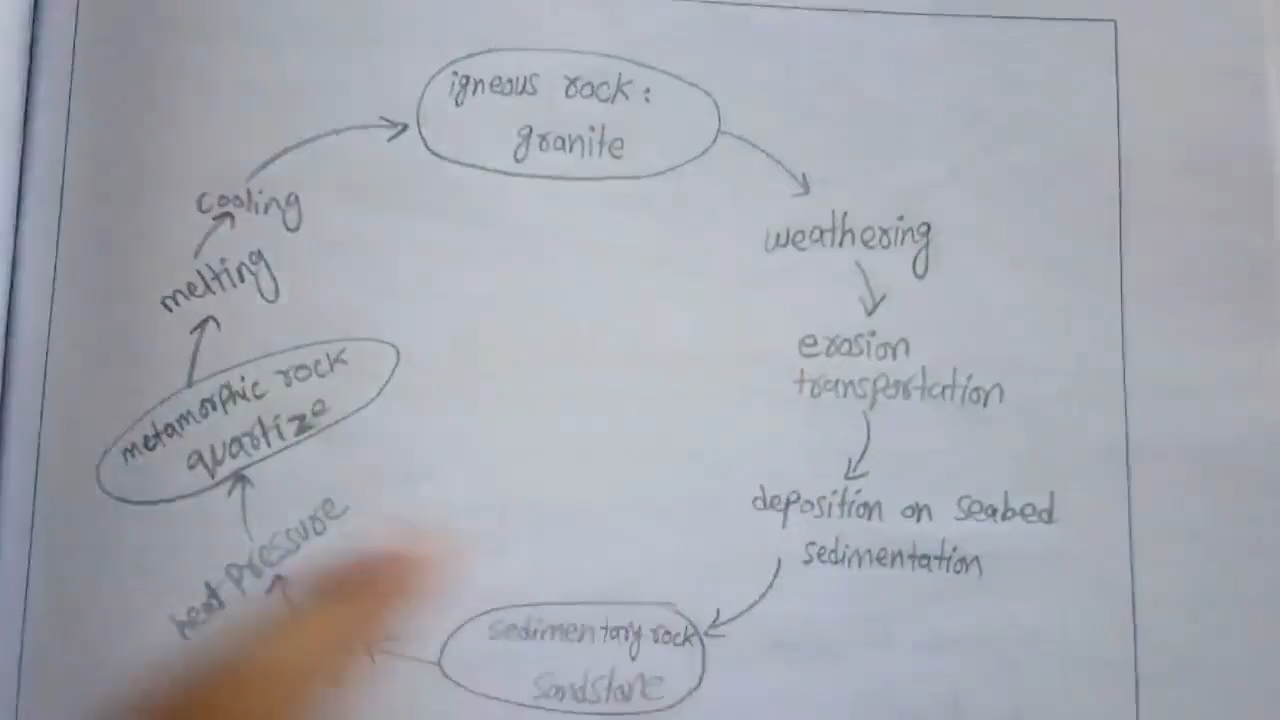 igneous rock:
granite
weathering
erosion
transportation
deposition on seabed
sedimentation
sedimentary rock
sandstone
heat pressure
metamorphic rock
quartize
melting
cooling